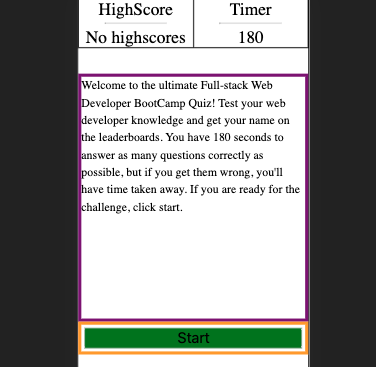 HighScore
Timer
No highscores
180
Welcome to the ultimate Full-stack Web
Developer BootCamp Quiz! Test your web
developer knowledge and get your name on
the leaderboards. You have 180 seconds to
answer as many questions correctly as
possible, but if you get them wrong, you'll
have time taken away. If you are ready for the
challenge, click start.
Start